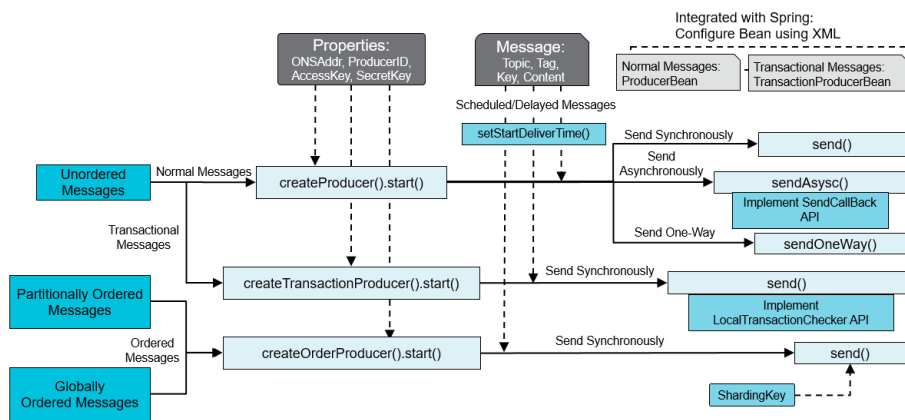 Integrated with Spring:
Configure Bean using XML
Properties:
ONSAddr, ProducerID,
AccessKey, SecretKey
Message:
Topic, Tag,
Key, Content
Normal Messages:
ProducerBean
Transactional Messages:
TransactionProducerBean
Scheduled/Delayed Messages
setStartDeliverTime()
Send Synchronously
send()
Unordered
Messages
Normal Messages
createProducer().start()
Send
Asynchronously
sendAsysc()
Implement SendCallBack
API
Transactional
Messages
Send One-Way
sendOneWay()
Partitionally Ordered
Messages
createTransactionProducer().start()
Send Synchronously
send()
Implement
LocalTransactionChecker API
Ordered
Messages
createOrderProducer().start()
Send Synchronously
send()
Globally
Ordered Messages
ShardingKey